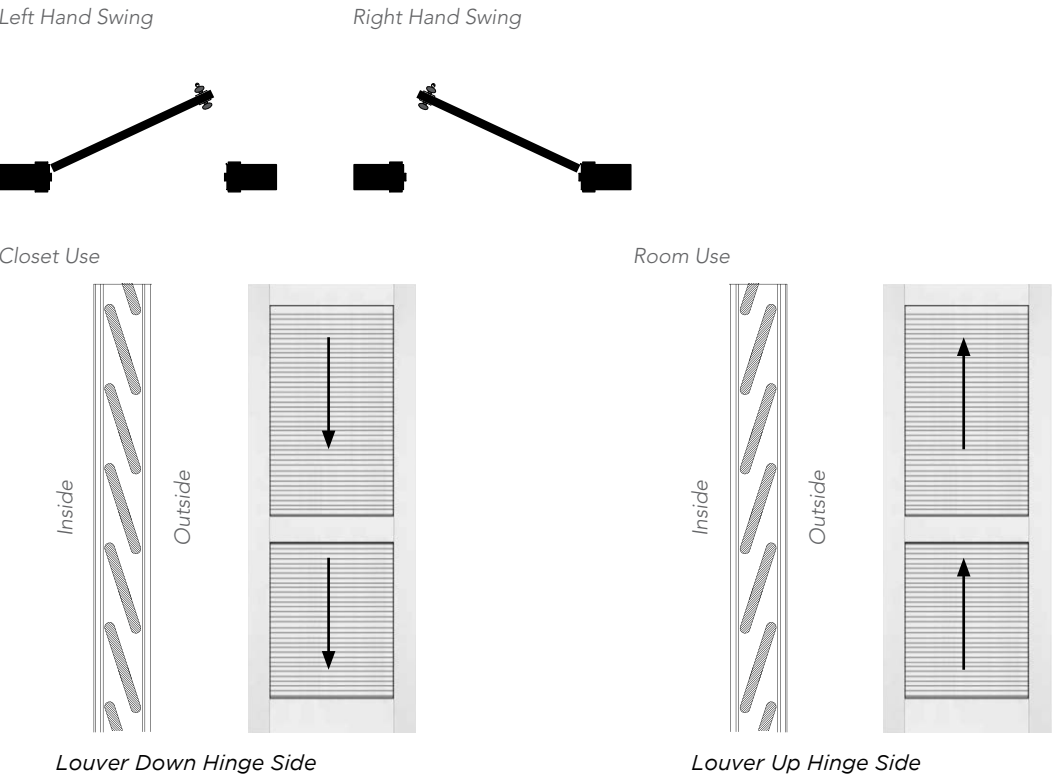 Left Hand Swing
Right Hand Swing
Closet Use
Room Use
Inside
Outside
Inside
Outside
Louver Down Hinge Side
Louver Up Hinge Side